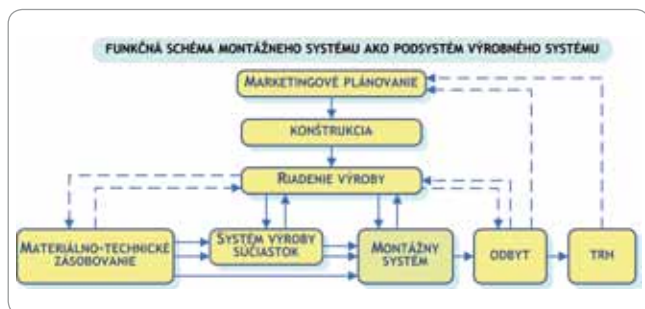 FUNKČNÁ SCHÉMA MONTÁŽNEHO SYSTÉMU AKO PODSYSTÉM VÝROBNÉHO SYSTÉMU
MARKETINGOVÉ PLÁNOVANIE
KONŠTRUKCIA
RIADENIE VÝROBY
MATERIÁLNO-TECHNICKÉ
ZÁSOBOVANIE
SYSTÉM VÝROBY
SÚČIASTOK
MONTÁŽNY
SYSTÉM
ODBYT
TRH